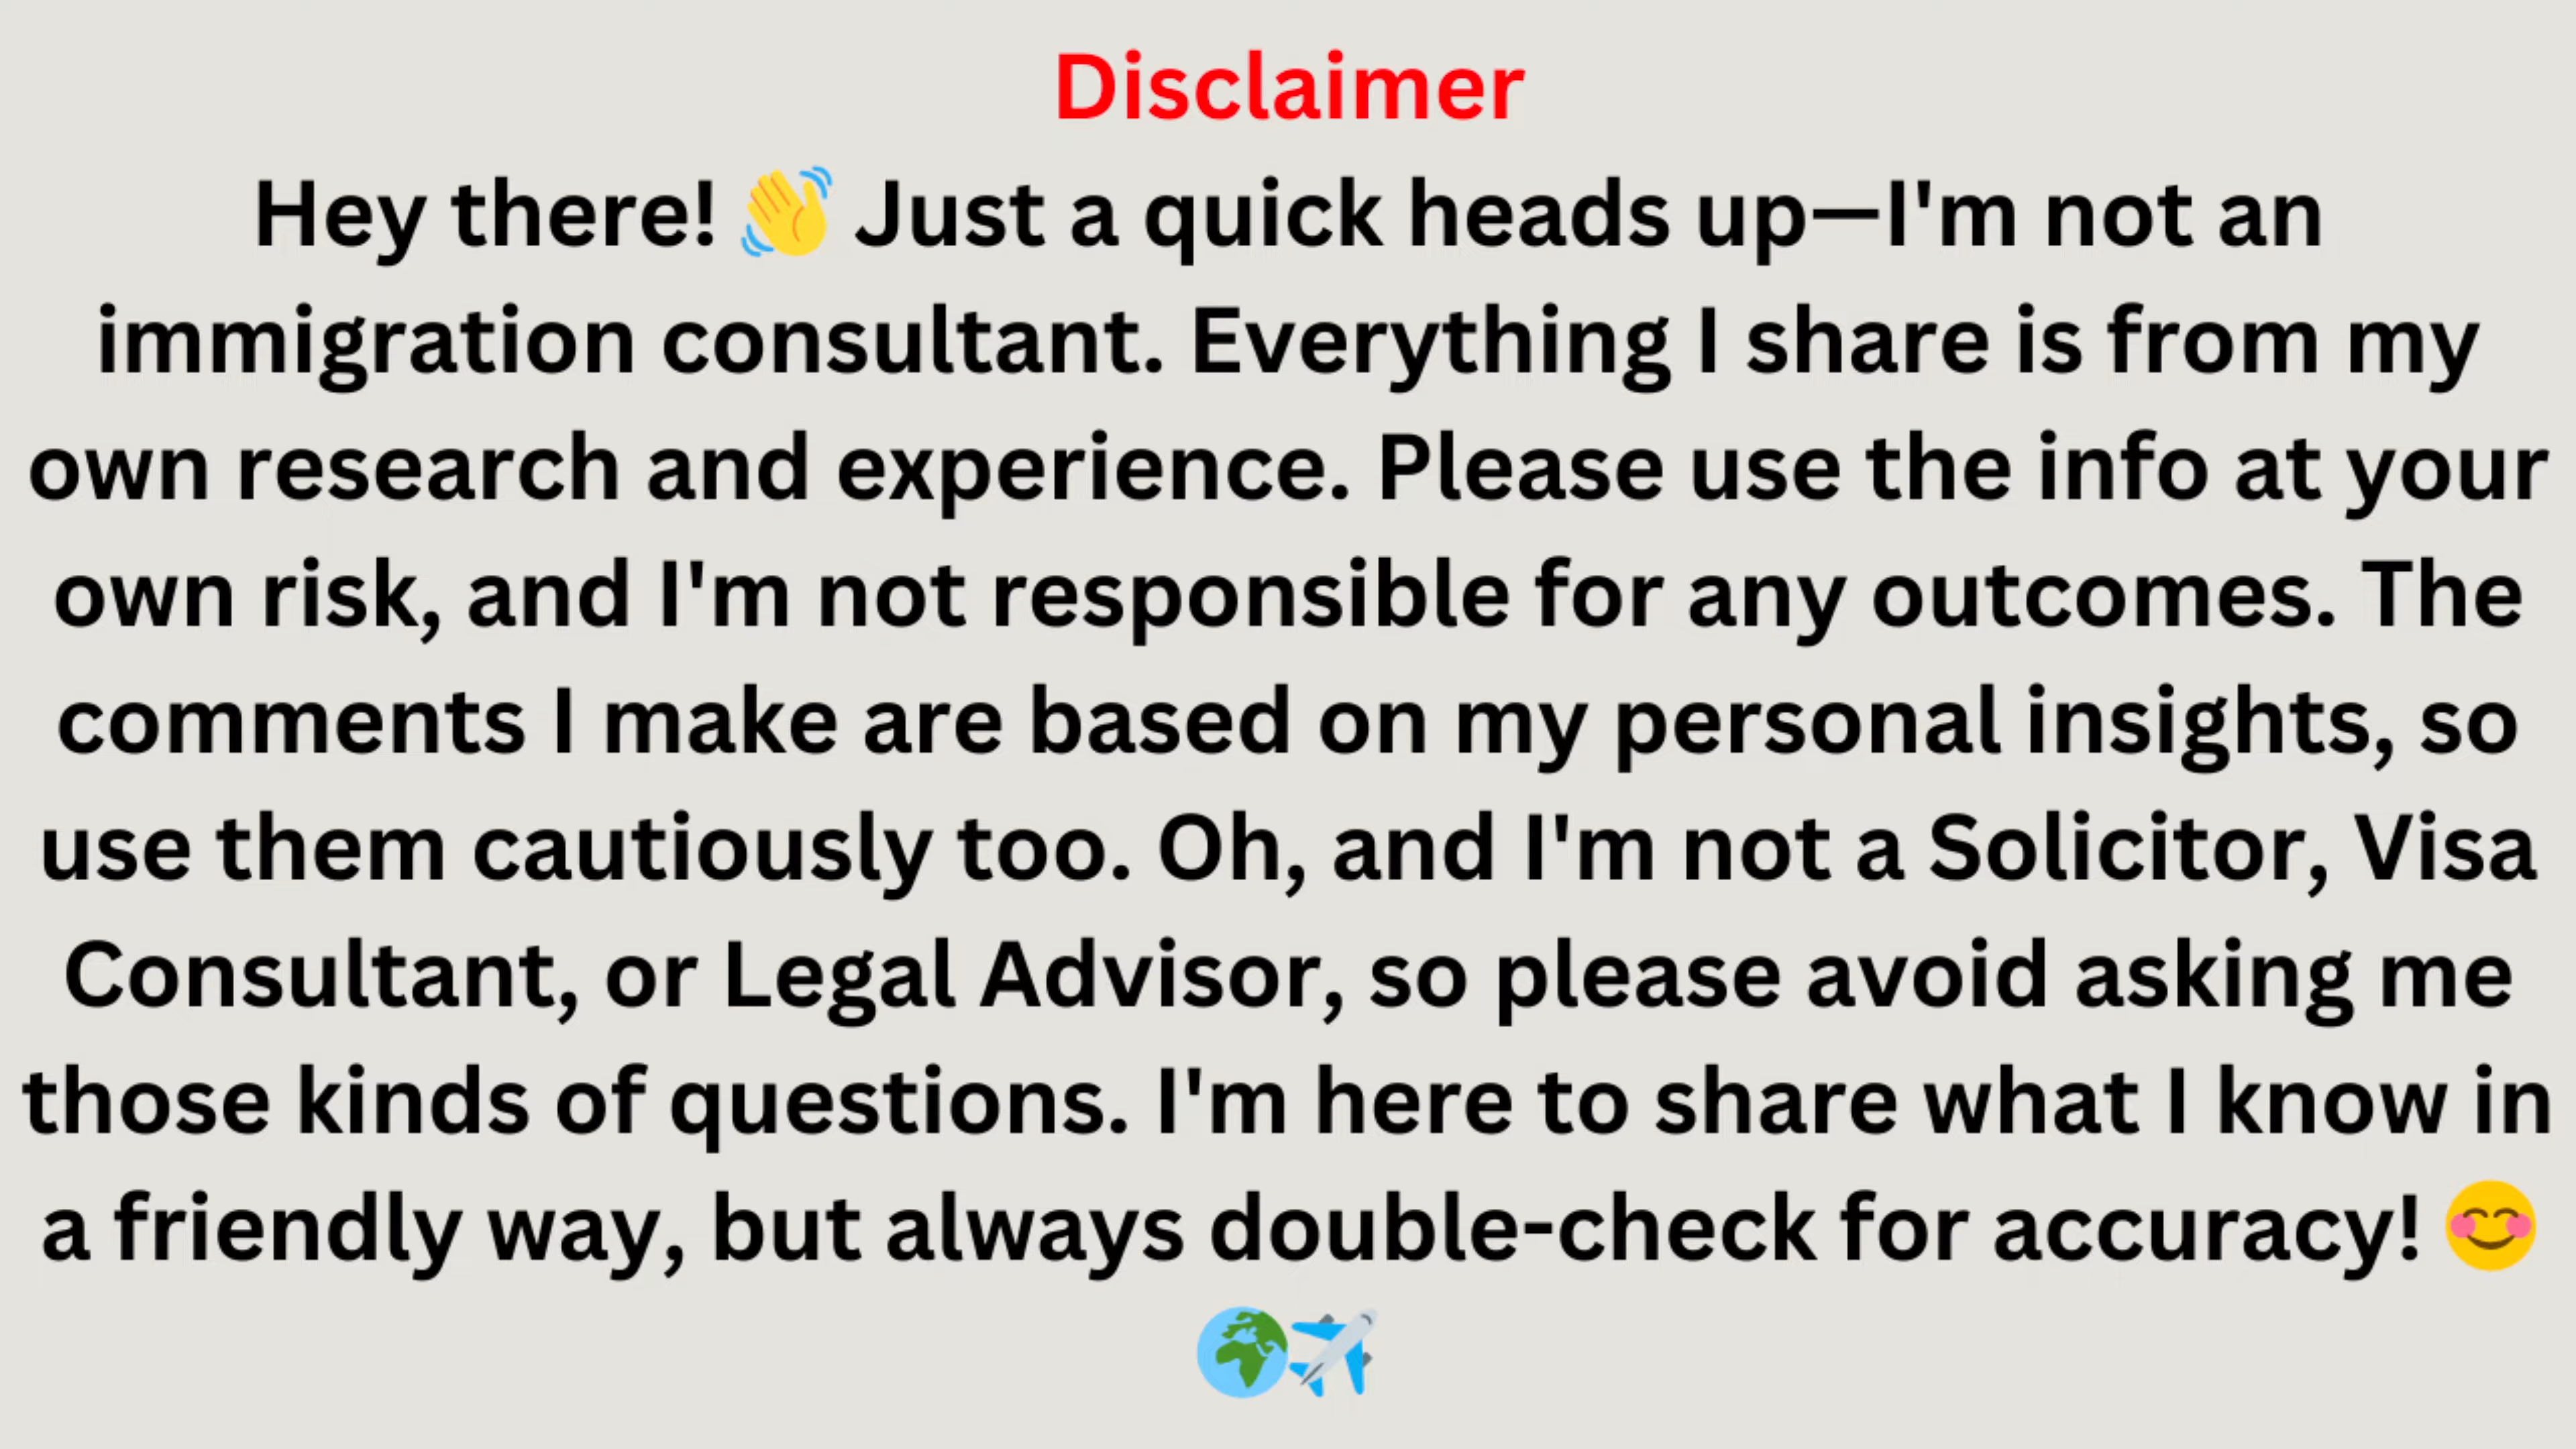 Disclaimer
Hey there! 👋 Just a quick heads up—I'm not an
immigration consultant. Everything I share is from my
own research and experience. Please use the info at your
own risk, and I'm not responsible for any outcomes. The
comments I make are based on my personal insights, so
use them cautiously too. Oh, and I'm not a Solicitor, Visa
Consultant, or Legal Advisor, so please avoid asking me
those kinds of questions. I'm here to share what I know in
a friendly way, but always double-check for accuracy! 😊
🌍✈️